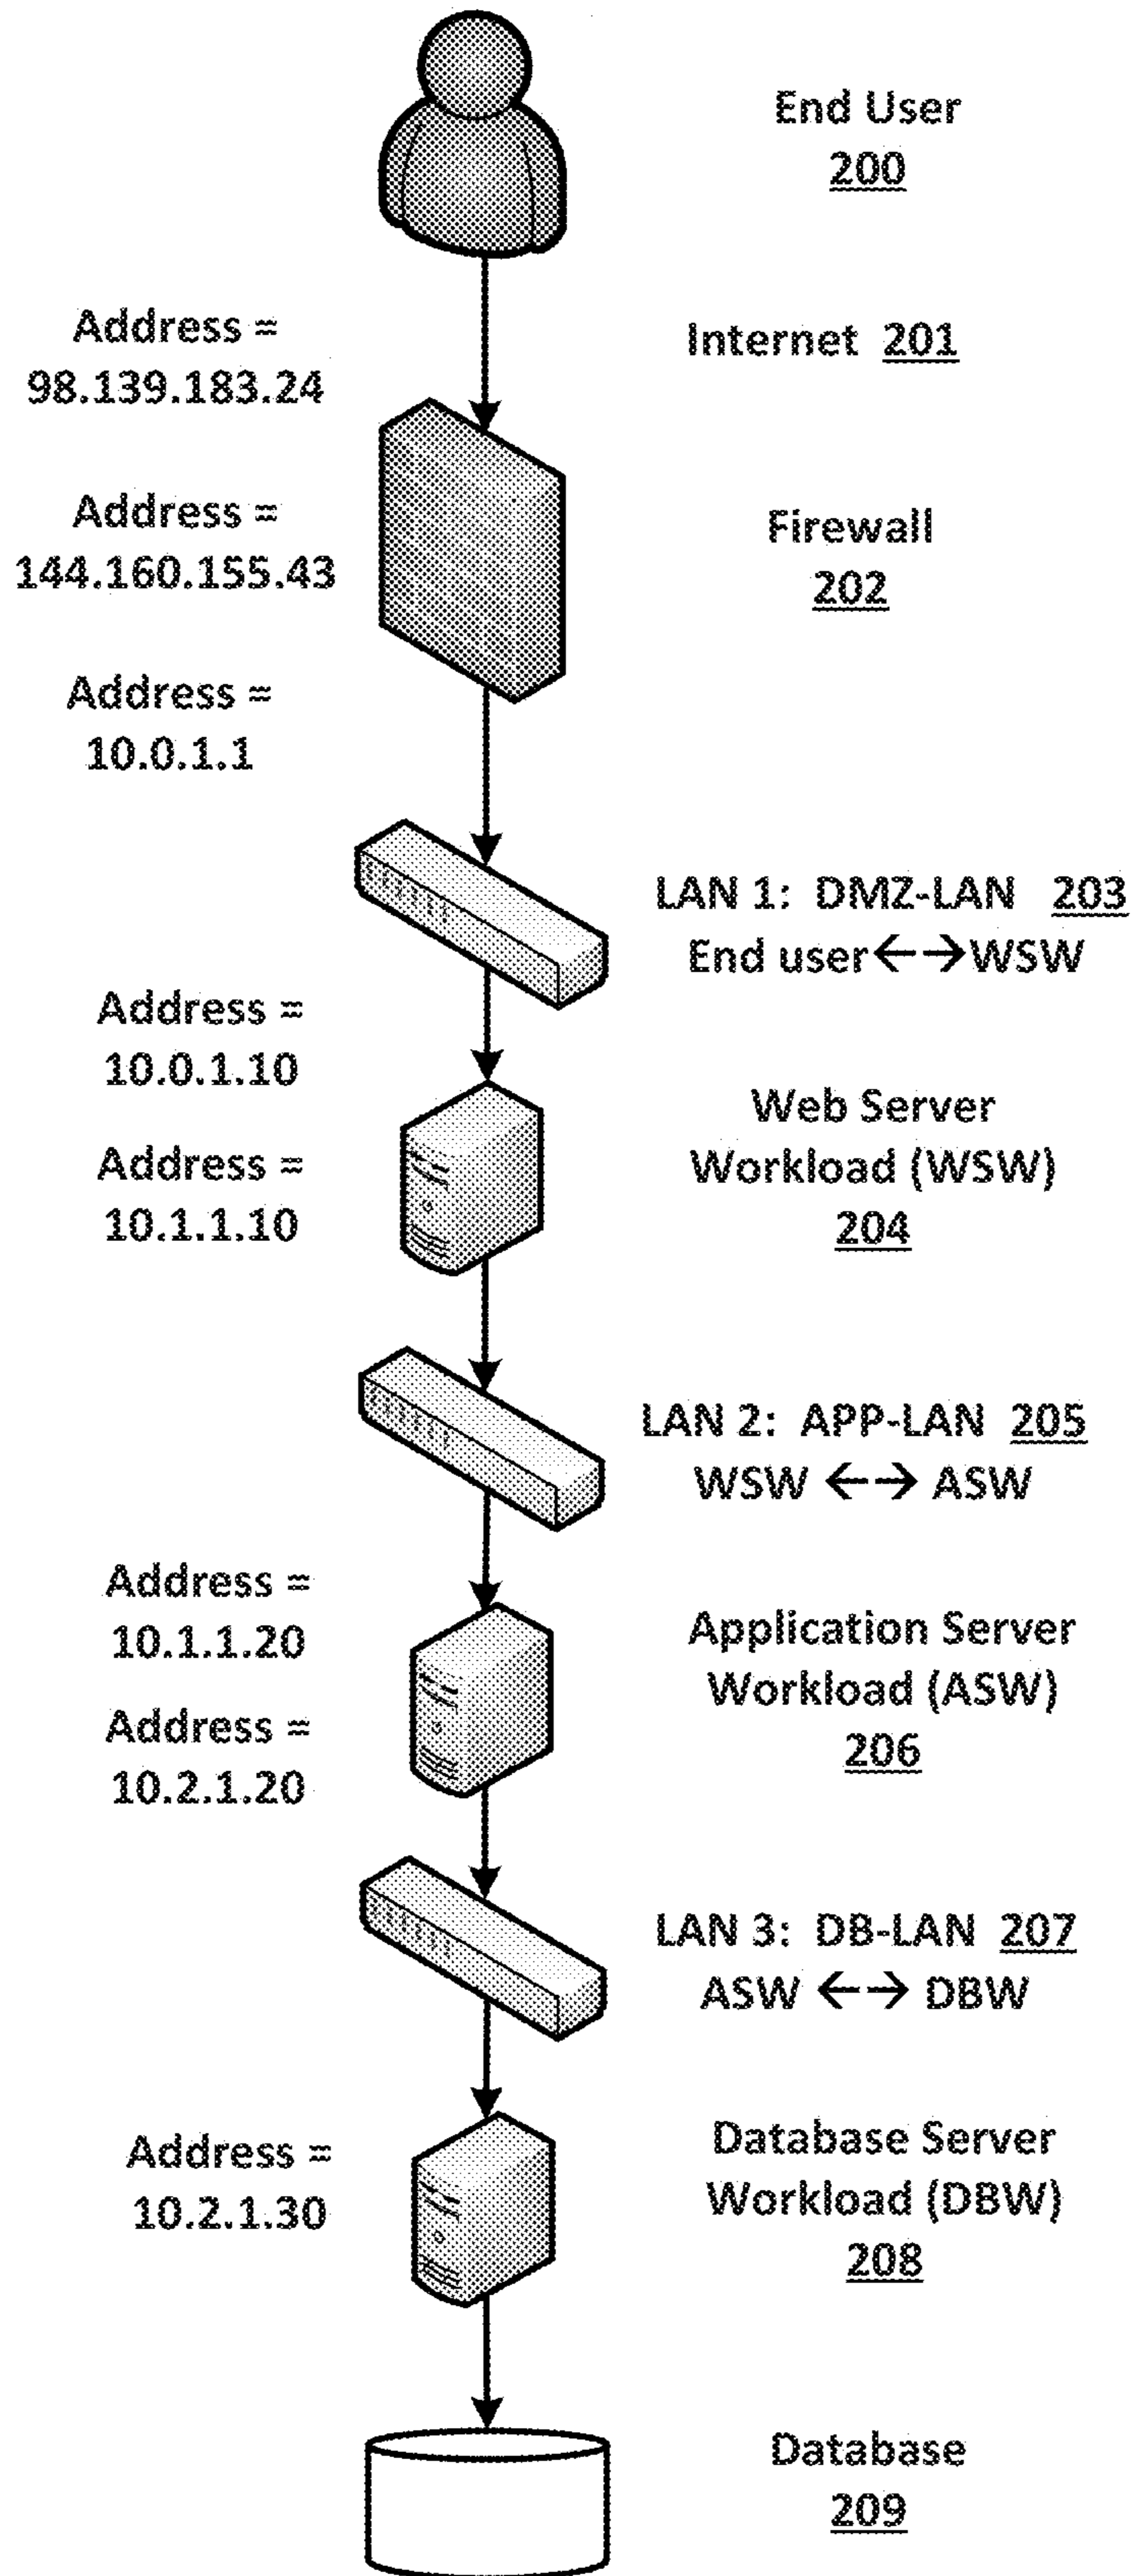 End User
200
Address =
98.139.183.24
Internet 201
Address =
144.160.155.43
Firewall
202
Address =
10.0.1.1
LAN 1: DMZ-LAN 203
End user ←→ WSW
Address =
10.0.1.10
Address =
10.1.1.10
Web Server
Workload (WSW)
204
LAN 2: APP-LAN 205
WSW ←→ ASW
Address =
10.1.1.20
Address =
10.2.1.20
Application Server
Workload (ASW)
206
LAN 3: DB-LAN 207
ASW ←→ DBW
Address =
10.2.1.30
Database Server
Workload (DBW)
208
Database
209